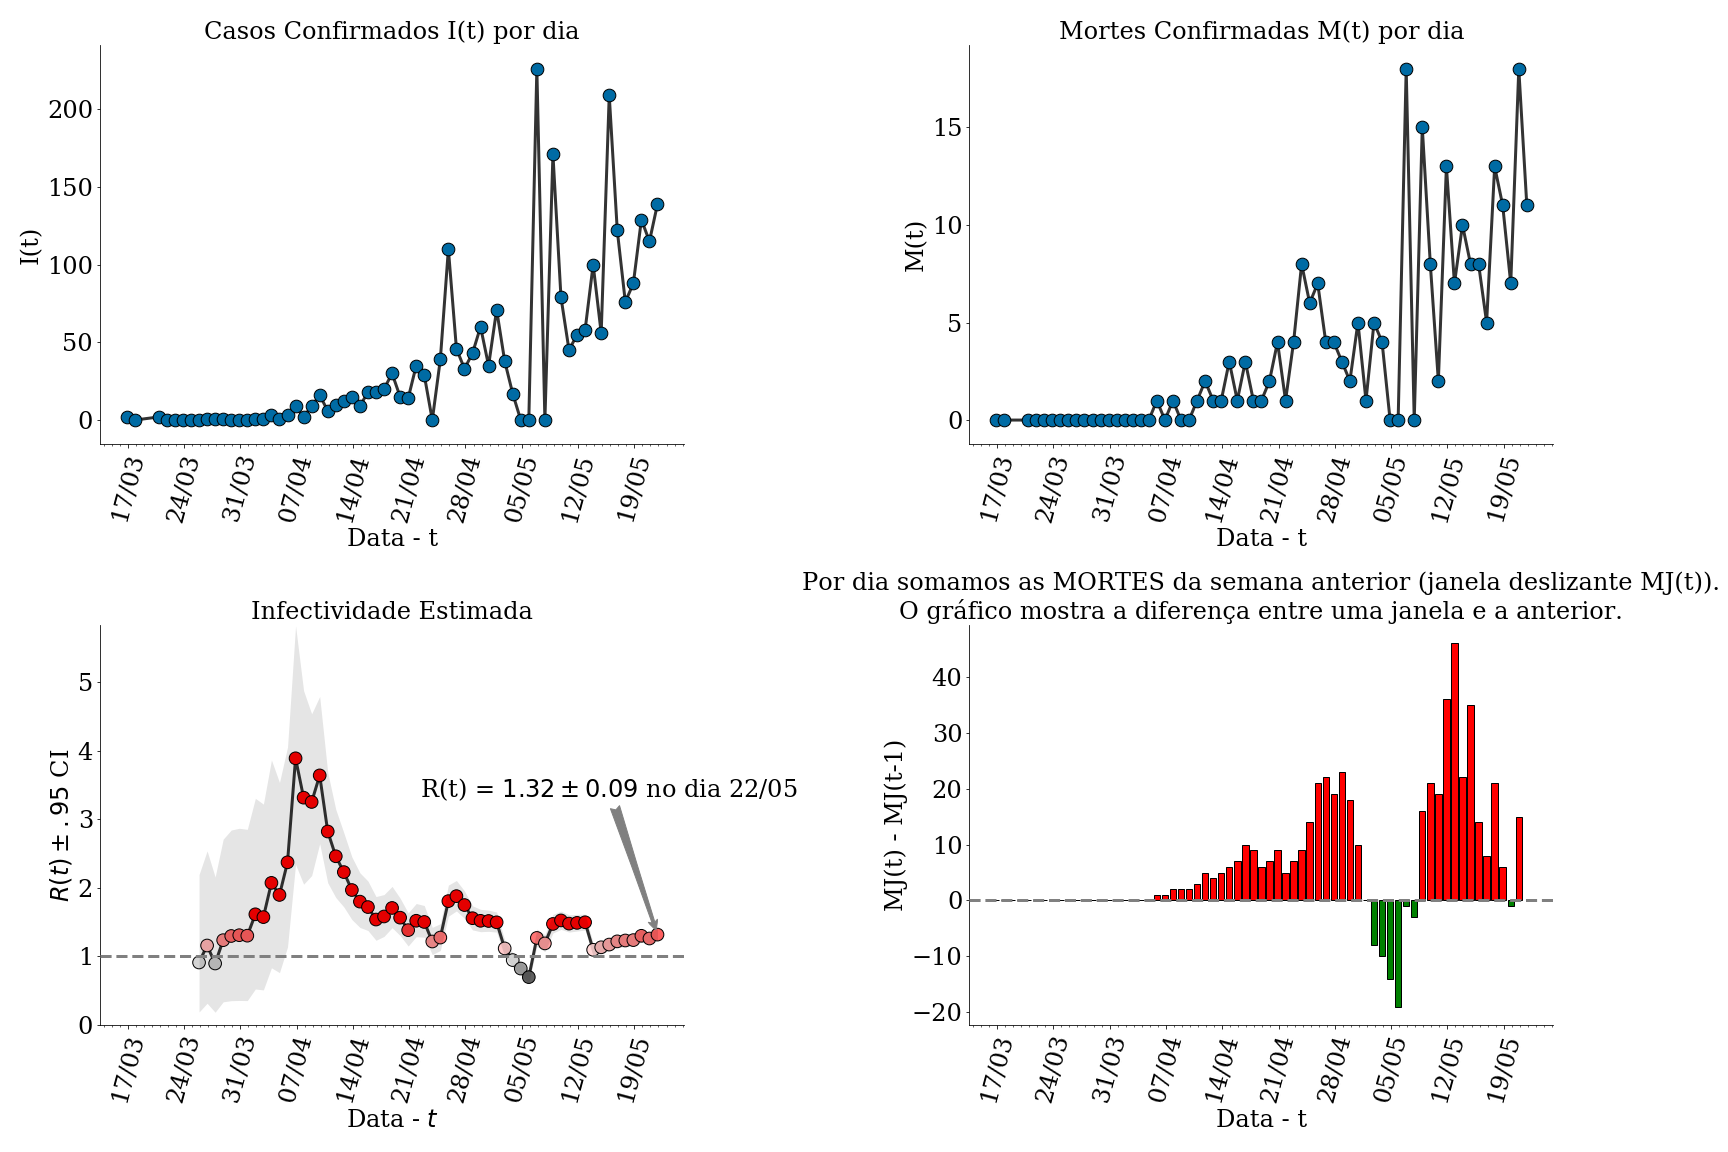 Casos Confirmados I(t) por dia
I(t)
200
150
100
50
0
17/03 24/03 31/03 07/04 14/04 21/04 28/04 05/05 12/05 19/05
Data - t
Mortes Confirmadas M(t) por dia
M(t)
15
10
5
0
17/03 24/03 31/03 07/04 14/04 21/04 28/04 05/05 12/05 19/05
Data - t
Infectividade Estimada
R(t) ± .95 CI
5
4
3
2
1
0
R(t) = 1.32 ± 0.09 no dia 22/05
17/03 24/03 31/03 07/04 14/04 21/04 28/04 05/05 12/05 19/05
Data - t
Por dia somamos as MORTES da semana anterior (janela deslizante MJ(t)).
O gráfico mostra a diferença entre uma janela e a anterior.
MJ(t) - MJ(t-1)
40
30
20
10
0
−10
−20
17/03 24/03 31/03 07/04 14/04 21/04 28/04 05/05 12/05 19/05
Data - t